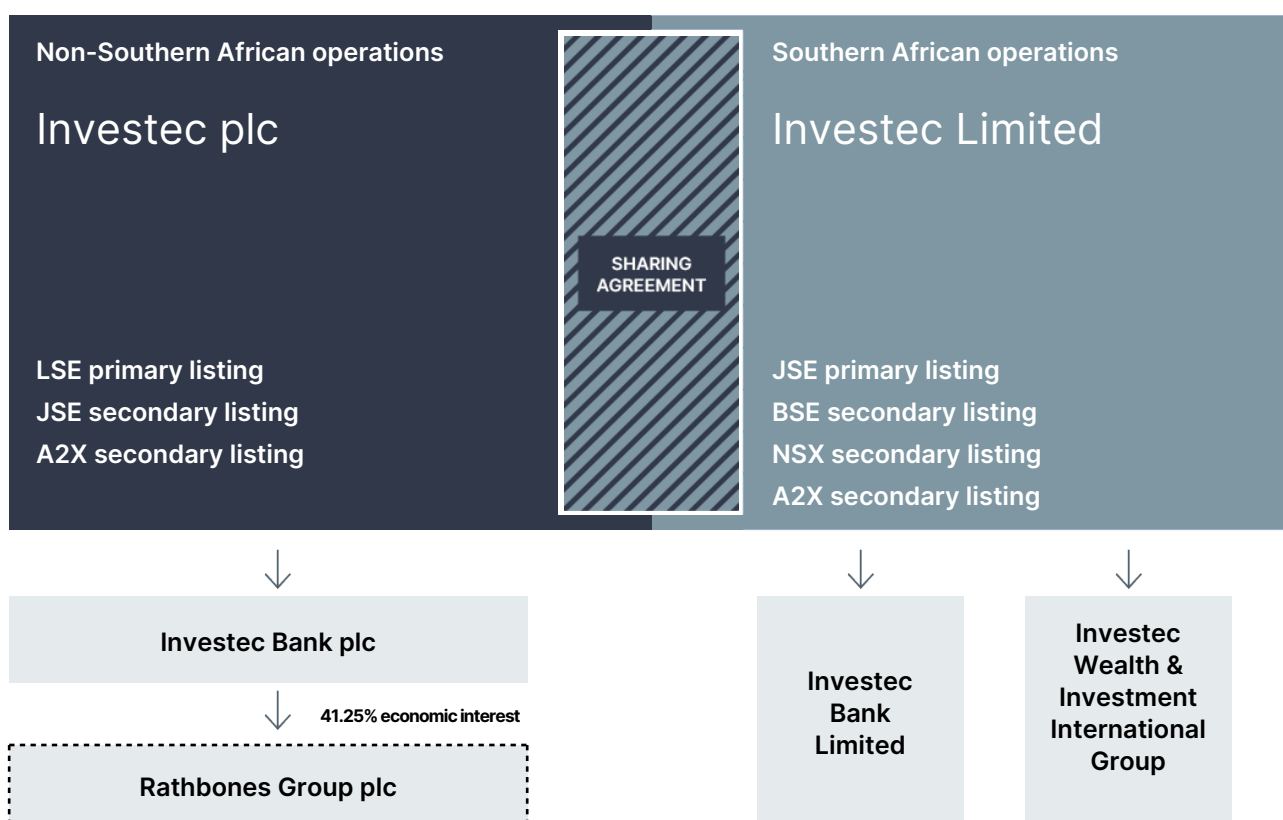 Non-Southern African operations
Investec plc
LSE primary listing
JSE secondary listing
A2X secondary listing
SHARING
AGREEMENT
Southern African operations
Investec Limited
JSE primary listing
BSE secondary listing
NSX secondary listing
A2X secondary listing
Investec Bank plc
41.25% economic interest
Rathbones Group plc
Investec
Bank
Limited
Investec
Wealth &
Investment
International
Group